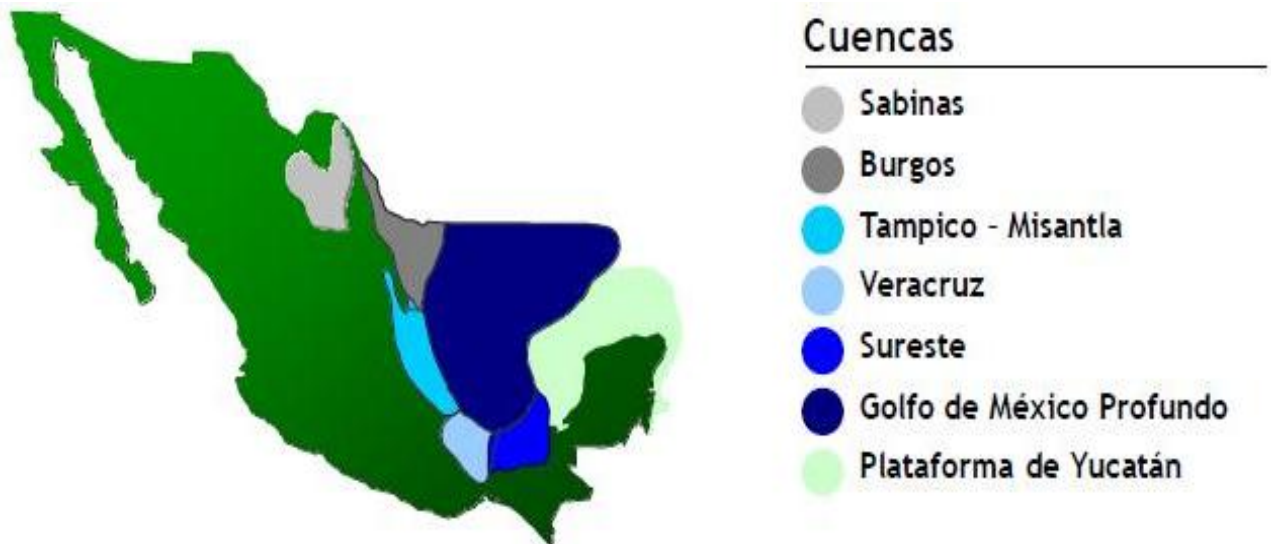 Cuencas
Sabinas
Burgos
Tampico - Misantla
Veracruz
Sureste
Golfo de México Profundo
Plataforma de Yucatán